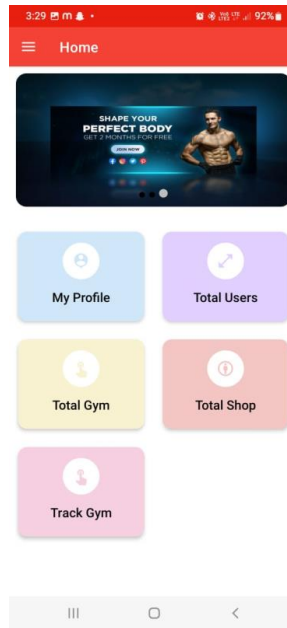 3:29
92%
Home
SHAPE YOUR
PERFECT BODY
GET 2 MONTHS FOR FREE
JOIN NOW
My Profile
Total Users
Total Gym
Total Shop
Track Gym